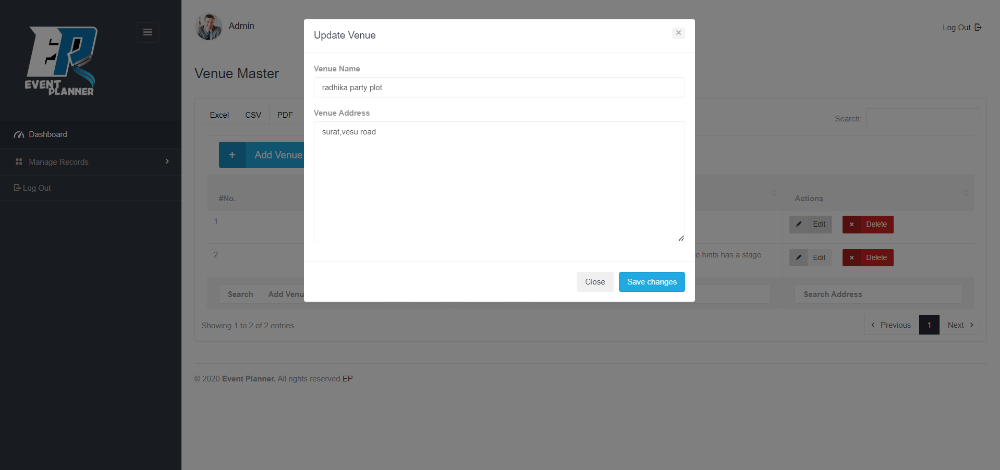 EVENT
PLANNER
Dashboard
Manage Records
Log Out
Admin
Log Out
Venue Master
Excel
CSV
PDF
Search:
Add Venue
#No.
Actions
1
Edit
Delete
2
e hints has a stage
Edit
Delete
Search
Add Venu
Search Address
Showing 1 to 2 of 2 entries
Previous
1
Next
© 2020 Event Planner. All rights reserved.EP
Update Venue
Venue Name
radhika party plot
Venue Address
surat,vesu road
Close
Save changes